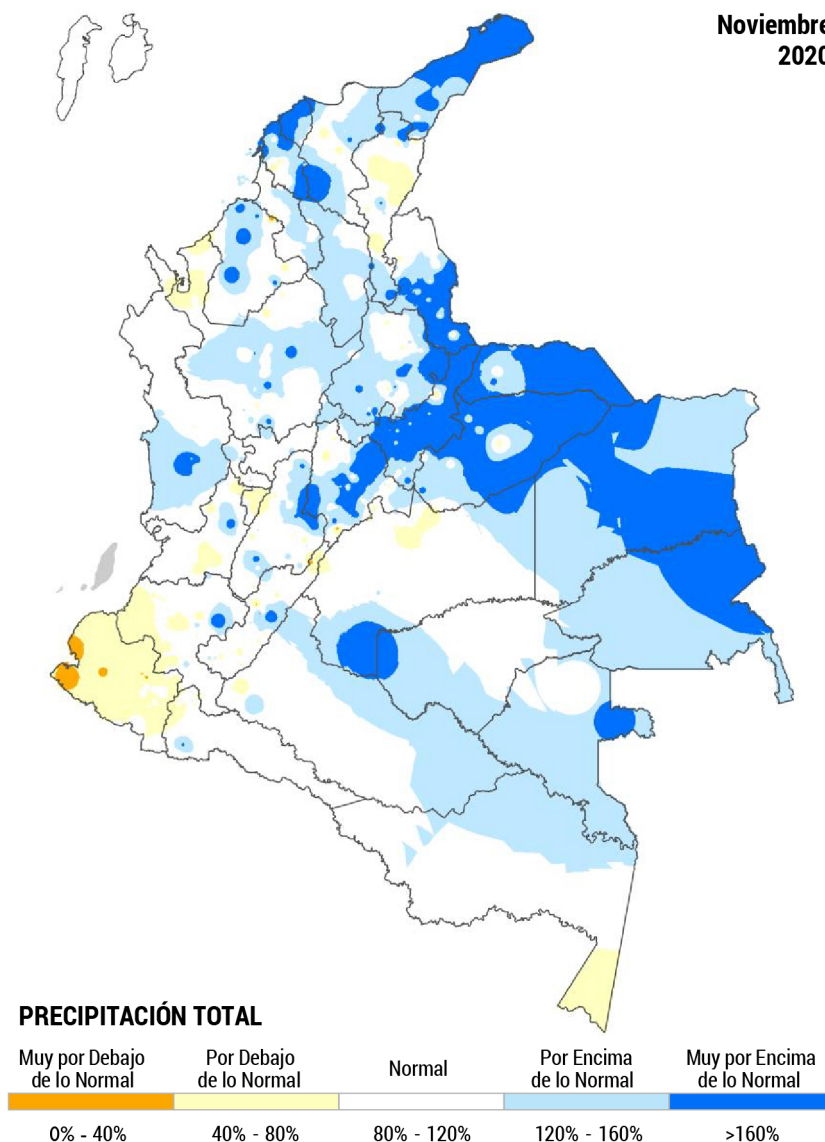 Noviembre
2020
PRECIPITACIÓN TOTAL
Muy por Debajo
de lo Normal
Por Debajo
de lo Normal
Normal
Por Encima
de lo Normal
Muy por Encima
de lo Normal
0% - 40%
40% - 80%
80% - 120%
120% - 160%
>160%